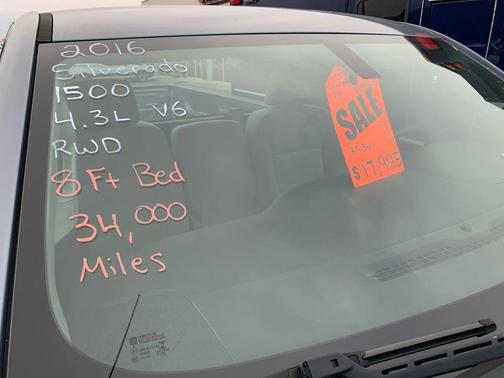 2016
Silverado
1500
4.3L V6
RWD
8 Ft Bed
34,000
Miles
SALE
$17,995